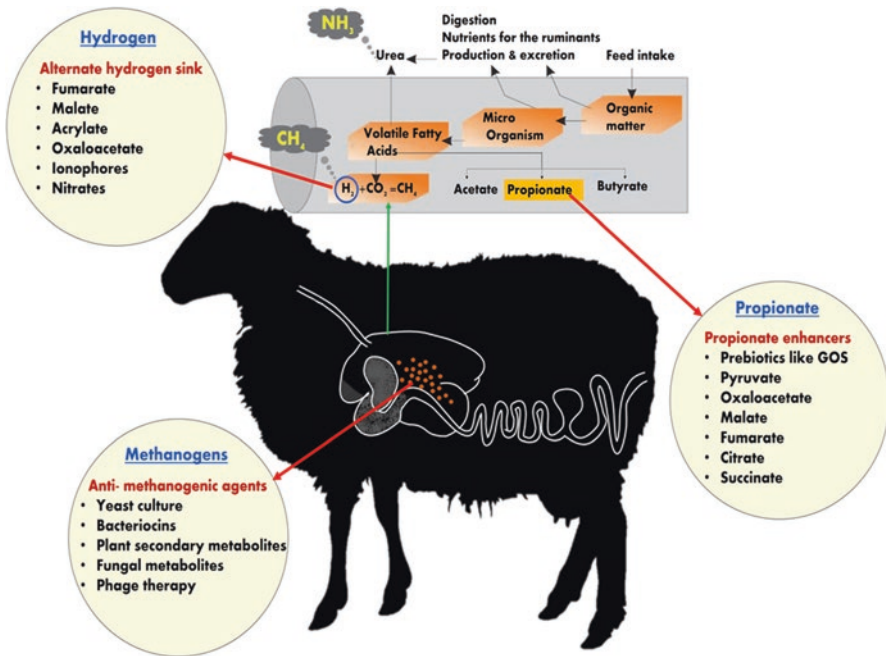 Hydrogen
Alternate hydrogen sink
• Fumarate
• Malate
• Acrylate
• Oxaloacetate
• Ionophores
• Nitrates
NH3
Urea
Digestion
Nutrients for the ruminants
Production & excretion
Feed intake
Organic
matter
Micro
Organism
Volatile Fatty
Acids
CH4
H2 +CO2 =CH4
Acetate
Propionate
Butyrate
Propionate
Propionate enhancers
• Prebiotics like GOS
• Pyruvate
• Oxaloacetate
• Malate
• Fumarate
• Citrate
• Succinate
Methanogens
Anti- methanogenic agents
• Yeast culture
• Bacteriocins
• Plant secondary metabolites
• Fungal metabolites
• Phage therapy